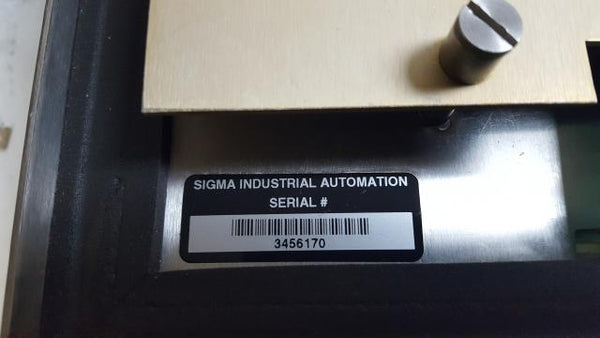 SIGMA INDUSTRIAL AUTOMATION
SERIAL #
3456170